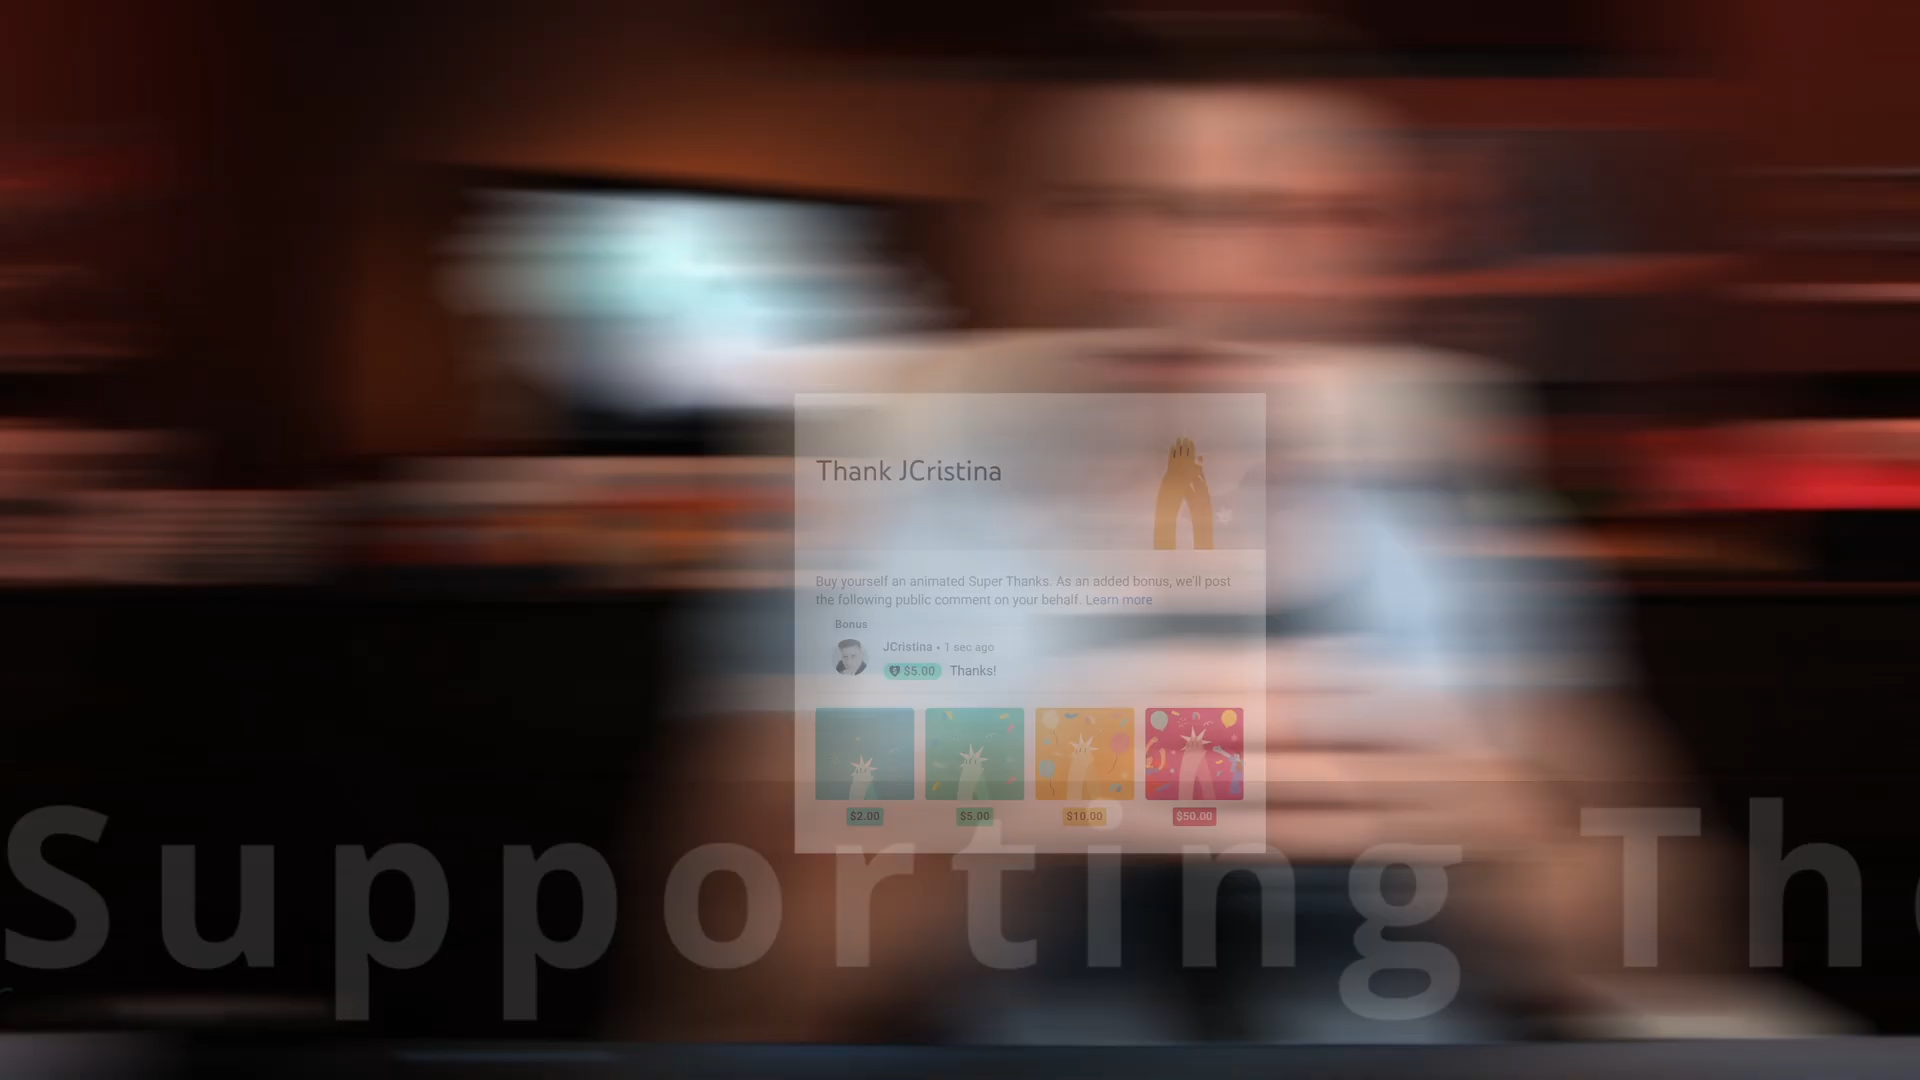 Thank JCristina
Buy yourself an animated Super Thanks. As an added bonus, we'll post
the following public comment on your behalf. Learn more
Bonus
JCristina • 1 sec ago
$5.00 Thanks!
$2.00 $5.00 $10.00 $50.00
Supporting Th